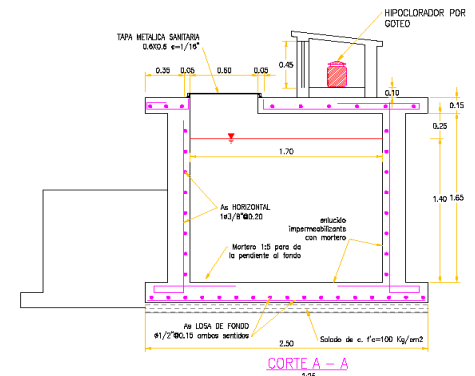 HIPOCLORADOR POR
GOTEO
TAPA METALICA SANITARIA
0.6X0.6 e=1/16"
0.35
0.05
0.60
0.05
0.45
0.10
0.15
0.25
1.70
1.40
1.65
As HORIZONTAL
1ø3/8"@0.20
enlucido
impermeabilizante
con mortero
Mortero 1:5 para da
la pendiente al fondo
As LOSA DE FONDO
ø1/2"@0.15 ambos sentidos
Solado de c. f'c=100 Kg/cm2
2.50
CORTE A – A
1:25